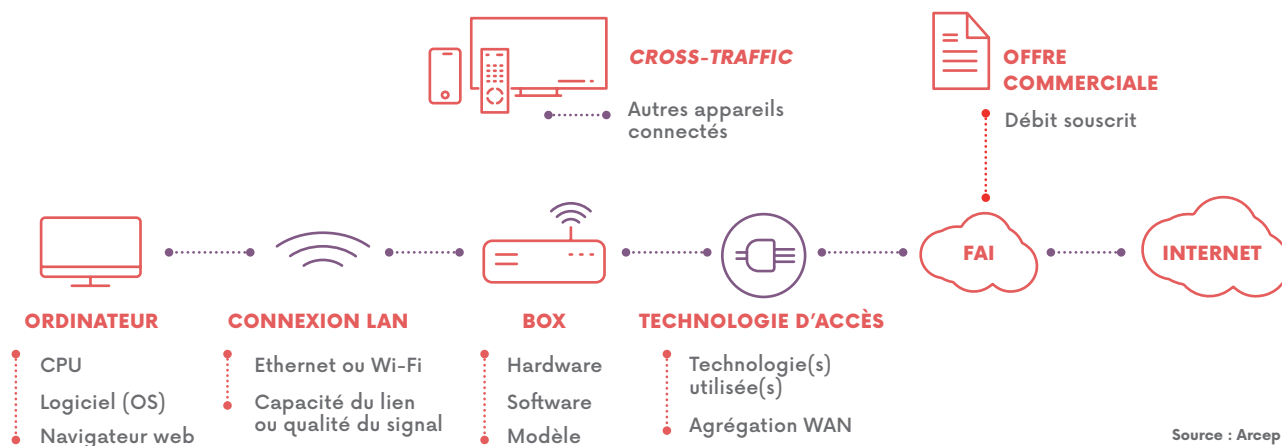 CROSS-TRAFFIC
Autres appareils
connectés
OFFRE
COMMERCIALE
Débit souscrit
FAI
INTERNET
ORDINATEUR
CPU
Logiciel (OS)
Navigateur web
CONNEXION LAN
Ethernet ou Wi-Fi
Capacité du lien
ou qualité du signal
BOX
Hardware
Software
Modèle
TECHNOLOGIE D'ACCÈS
Technologie(s)
utilisée(s)
Agrégation WAN
Source : Arcep